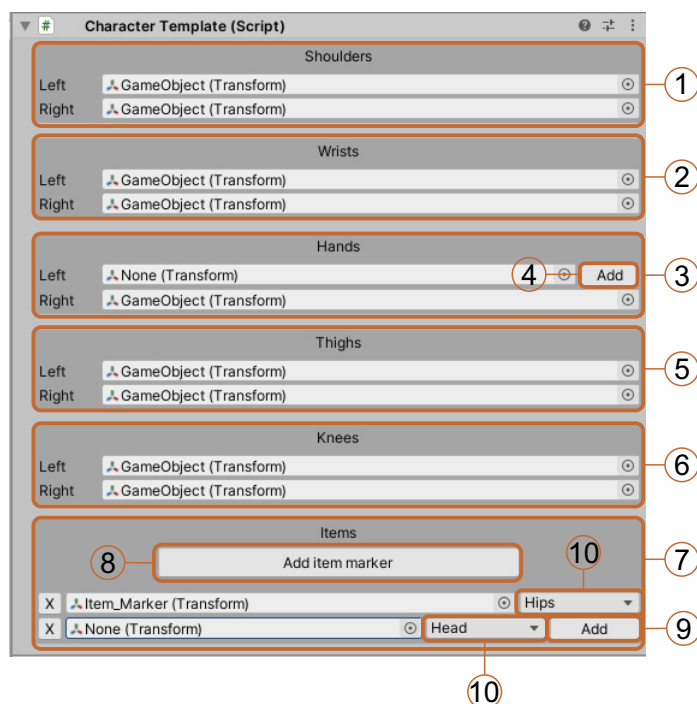 # Character Template (Script)
Shoulders
Left GameObject (Transform)
1
Right GameObject (Transform)
Wrists
Left GameObject (Transform)
2
Right GameObject (Transform)
Hands
Left None (Transform) 4 Add 3
Right GameObject (Transform)
Thighs
Left GameObject (Transform)
5
Right GameObject (Transform)
Knees
Left GameObject (Transform)
6
Right GameObject (Transform)
Items
8 Add item marker 10 7
X Item_Marker (Transform) Hips
X None (Transform) Head Add 9
10